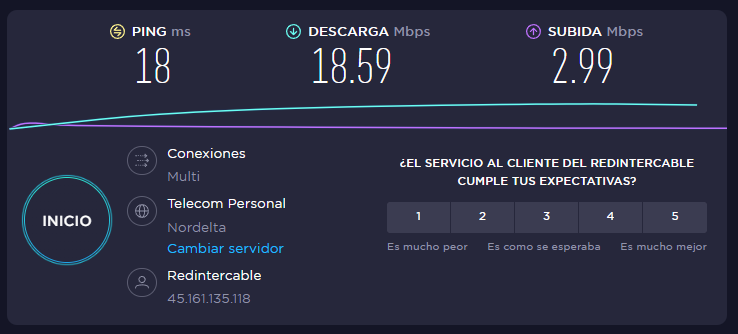 PING ms
18
DESCARGA Mbps
18.59
SUBIDA Mbps
2.99
INICIO
Conexiones
Multi
Telecom Personal
Nordelta
Cambiar servidor
Redintercable
45.161.135.118
¿EL SERVICIO AL CLIENTE DEL REDINTERCABLE
CUMPLE TUS EXPECTATIVAS?
1 2 3 4 5
Es mucho peor Es como se esperaba Es mucho mejor